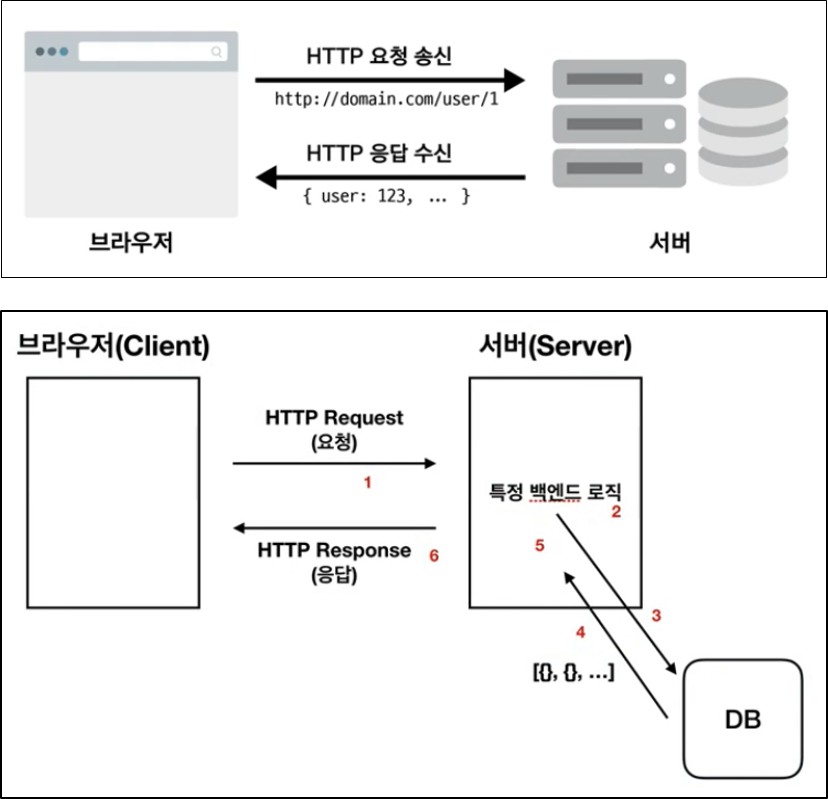 HTTP 요청 송신
http://domain.com/user/1
HTTP 응답 수신
{ user: 123, … }
브라우저
서버
브라우저(Client)
서버(Server)
HTTP Request
(요청)
1
특정 백엔드 로직
2
5
HTTP Response
(응답)
6
3
4
[{}, {}, …]
DB